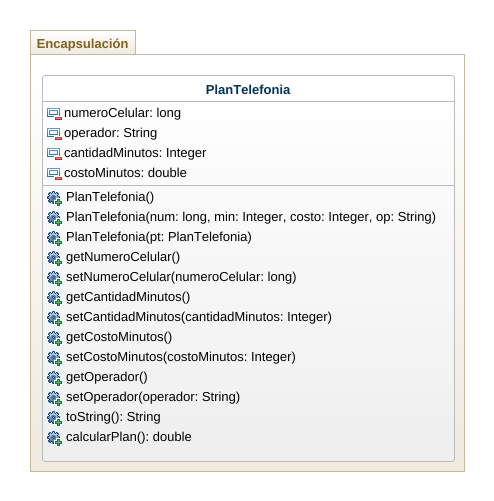 Encapsulación
PlanTelefonia
numeroCelular: long
operador: String
cantidadMinutos: Integer
costoMinutos: double
PlanTelefonia()
PlanTelefonia(num: long, min: Integer, costo: Integer, op: String)
PlanTelefonia(pt: PlanTelefonia)
getNumeroCelular()
setNumeroCelular(numeroCelular: long)
getCantidadMinutos()
setCantidadMinutos(cantidadMinutos: Integer)
getCostoMinutos()
setCostoMinutos(costoMinutos: Integer)
getOperador()
setOperador(operador: String)
toString(): String
calcularPlan(): double